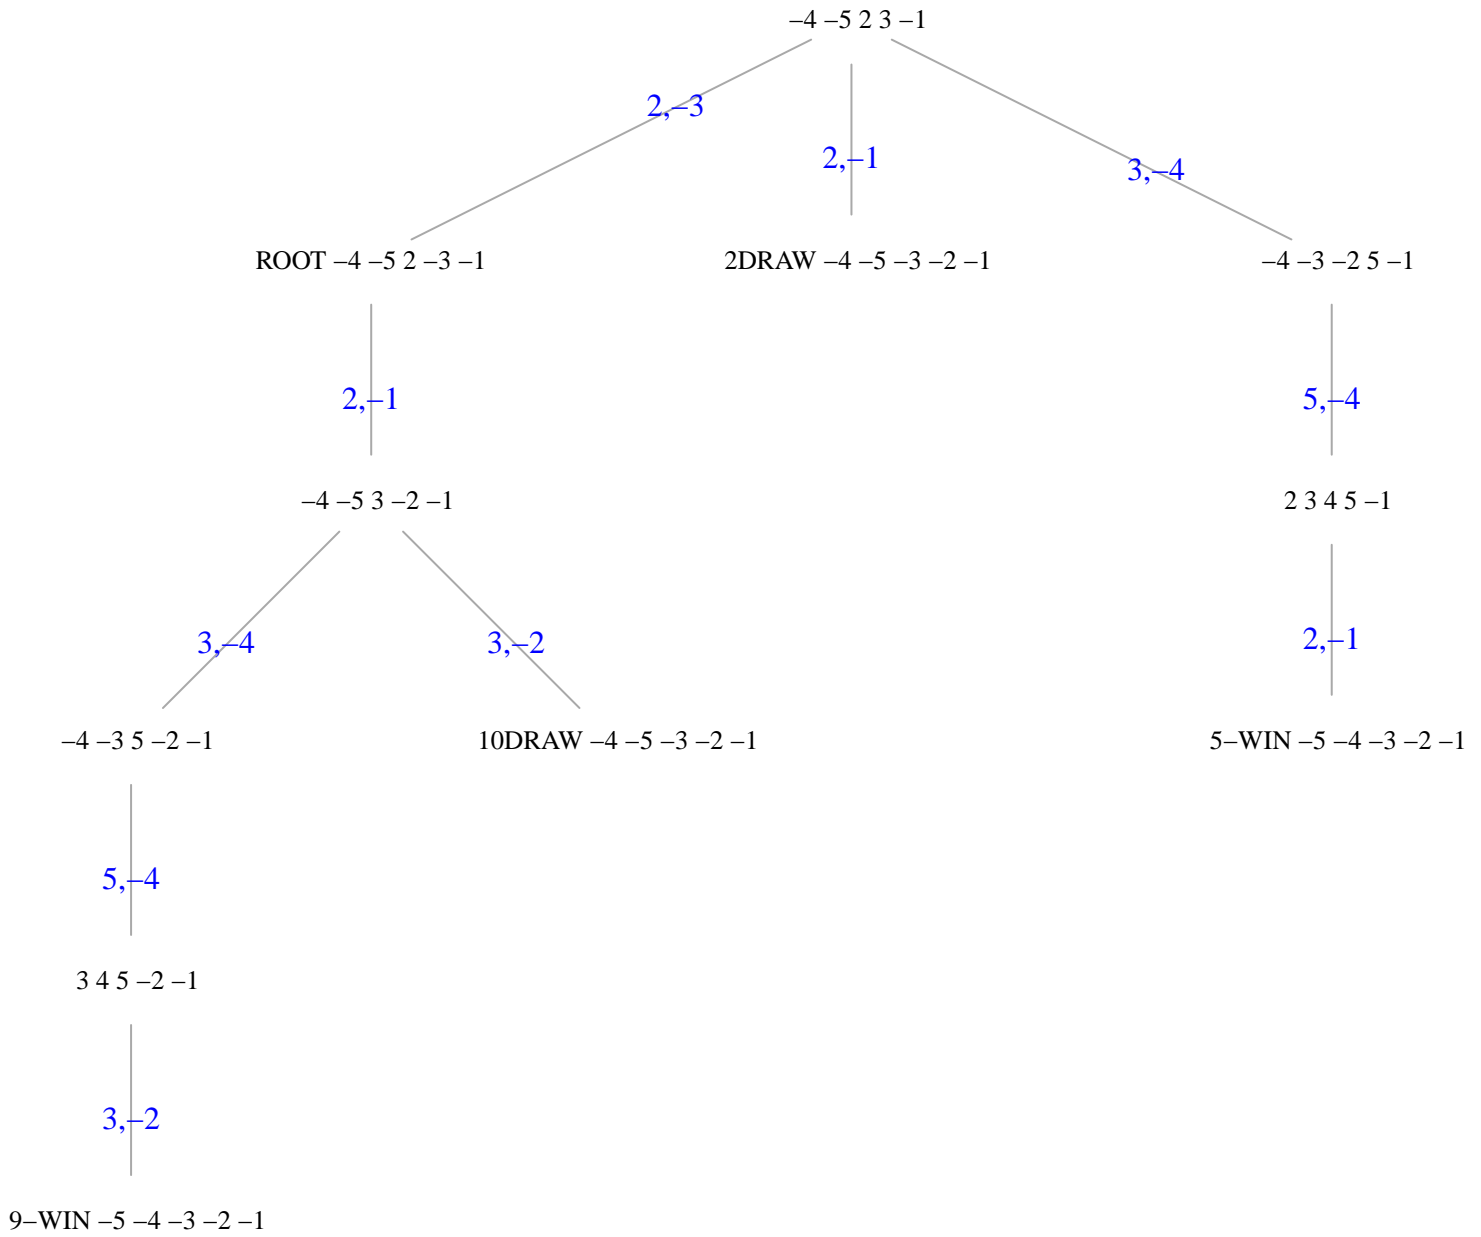 –4 –5 2 3 –1
2,–3
2,–1
3,–4
ROOT –4 –5 2 –3 –1
2DRAW –4 –5 –3 –2 –1
–4 –3 –2 5 –1
2,–1
5,–4
–4 –5 3 –2 –1
2 3 4 5 –1
3,–4
3,–2
2,–1
–4 –3 5 –2 –1
10DRAW –4 –5 –3 –2 –1
5–WIN –5 –4 –3 –2 –1
5,–4
3 4 5 –2 –1
3,–2
9–WIN –5 –4 –3 –2 –1